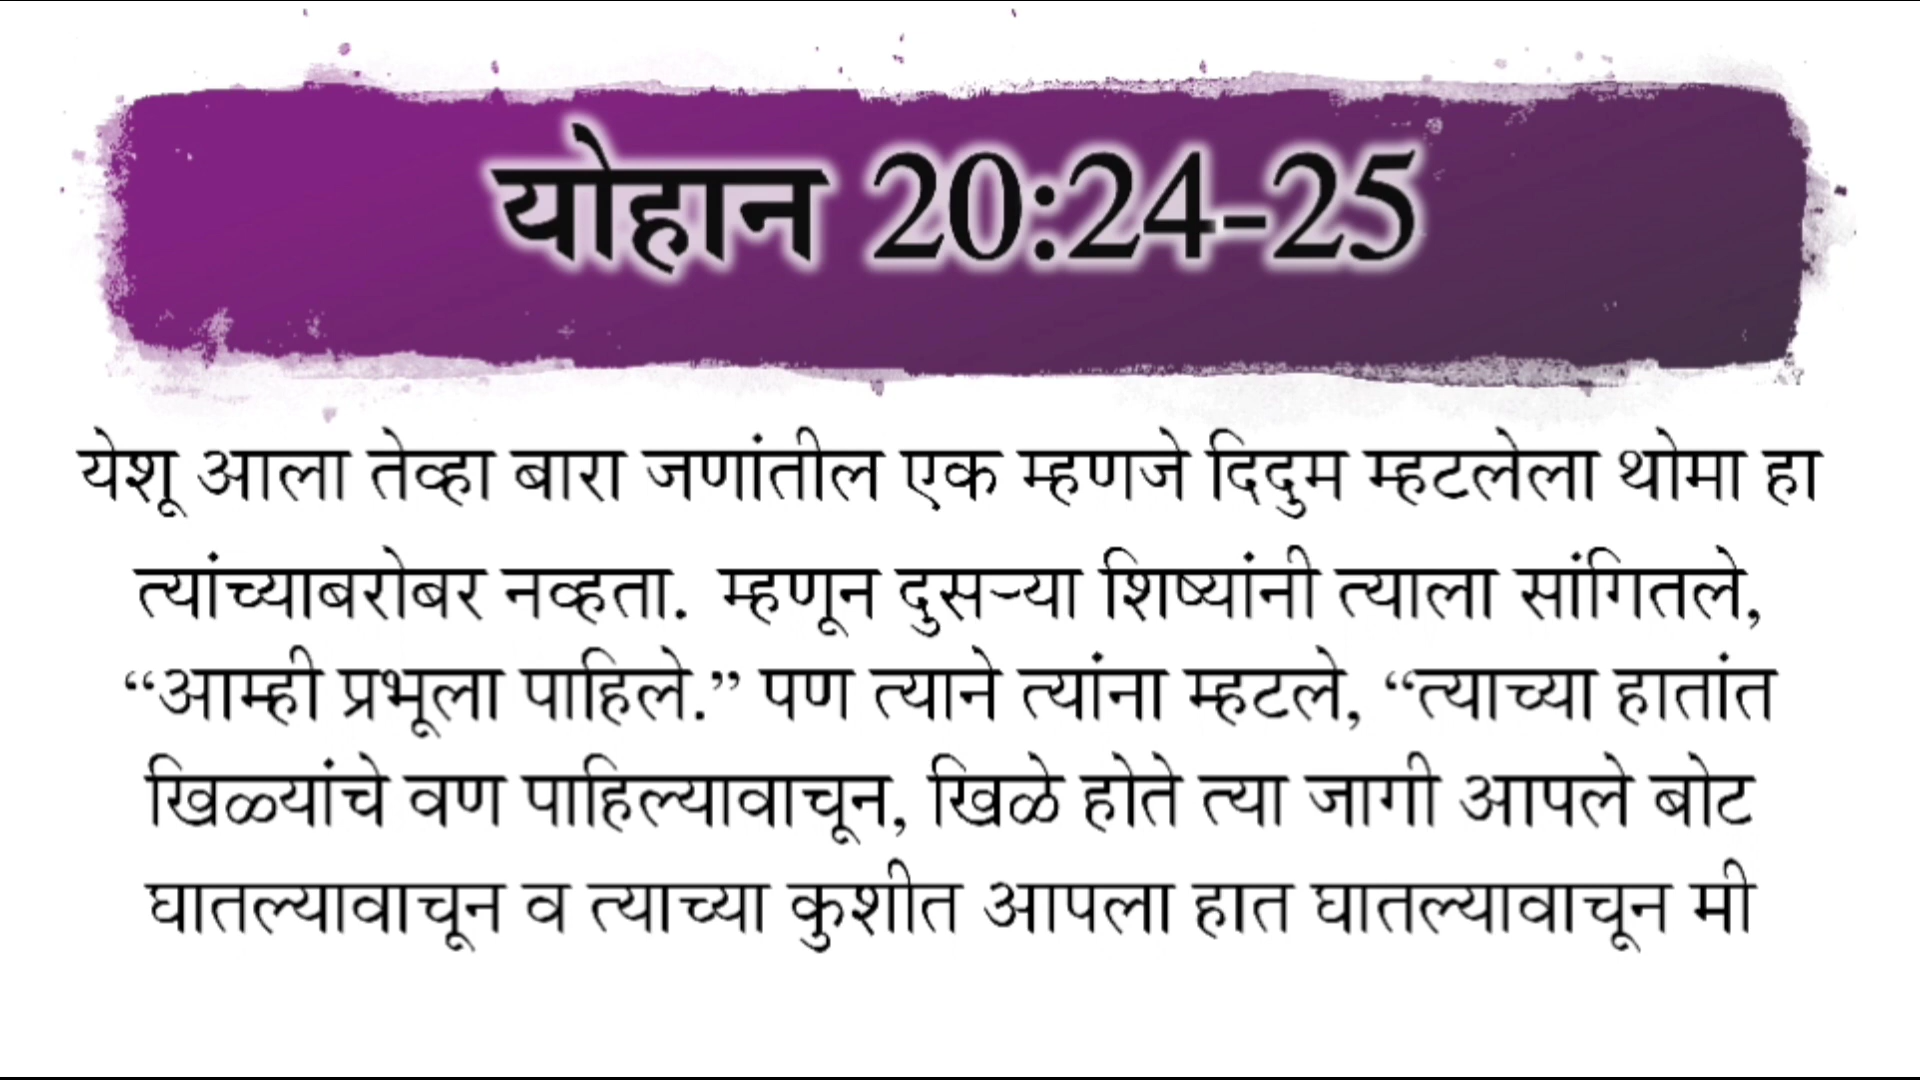 योहान 20:24-25
येशू आला तेव्हा बारा जणांतील एक म्हणजे दिदुम म्हटलेला थोमा हा
त्यांच्याबरोबर नव्हता. म्हणून दुसऱ्या शिष्यांनी त्याला सांगितले,
“आम्ही प्रभूला पाहिले.” पण त्याने त्यांना म्हटले, “त्याच्या हातांत
खिळ्यांचे वण पाहिल्यावाचून, खिळे होते त्या जागी आपले बोट
घातल्यावाचून व त्याच्या कुशीत आपला हात घातल्यावाचून मी